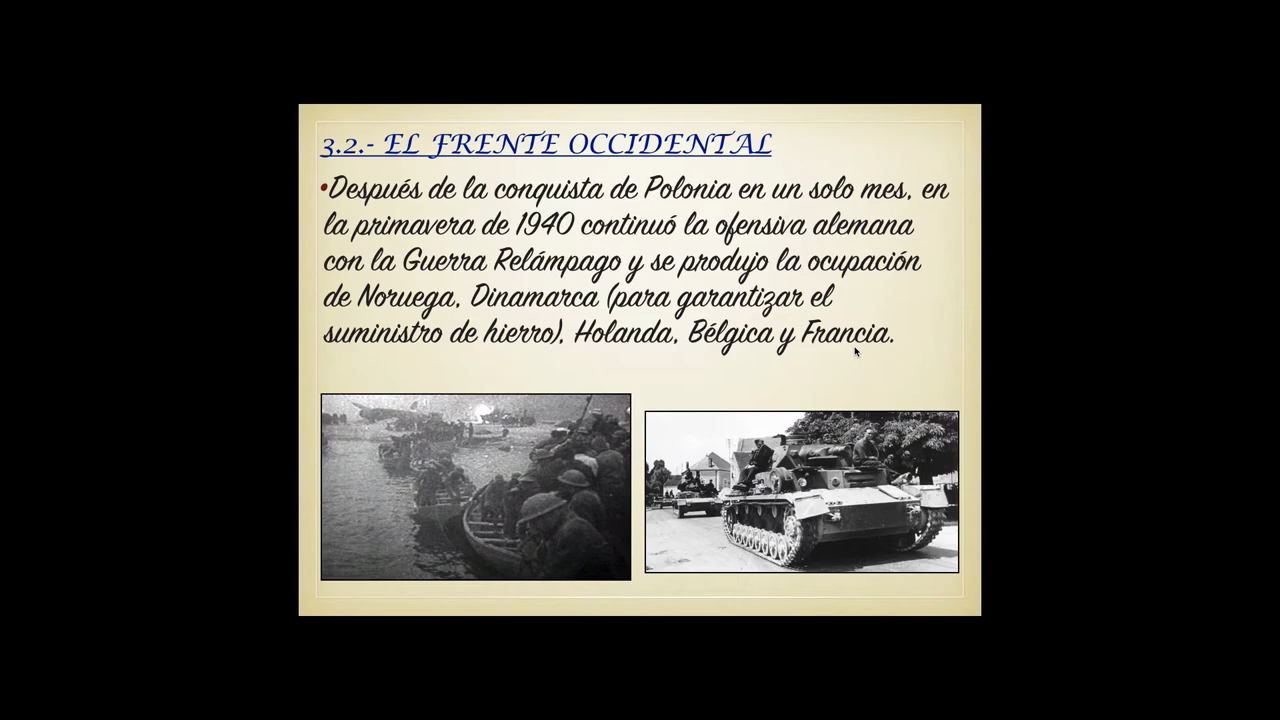 3.2.- EL FRENTE OCCIDENTAL
•Después de la conquista de Polonia en un solo mes, en
la primavera de 1940 continuó la ofensiva alemana
con la Guerra Relámpago y se produjo la ocupación
de Noruega, Dinamarca (para garantizar el
suministro de hierro), Holanda, Bélgica y Francia.